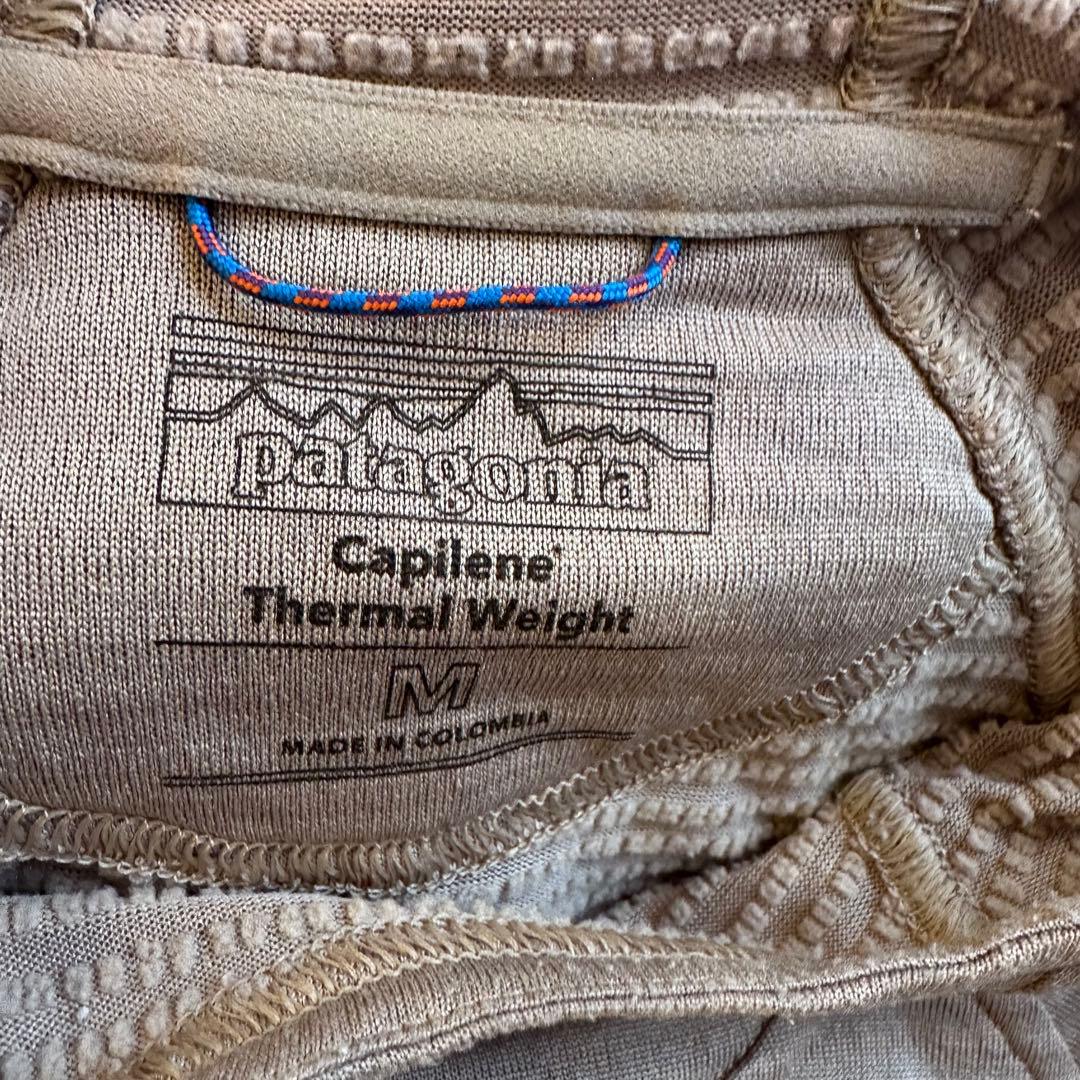 patagonia
Capilene®
Thermal Weight
M
MADE IN COLOMBIA